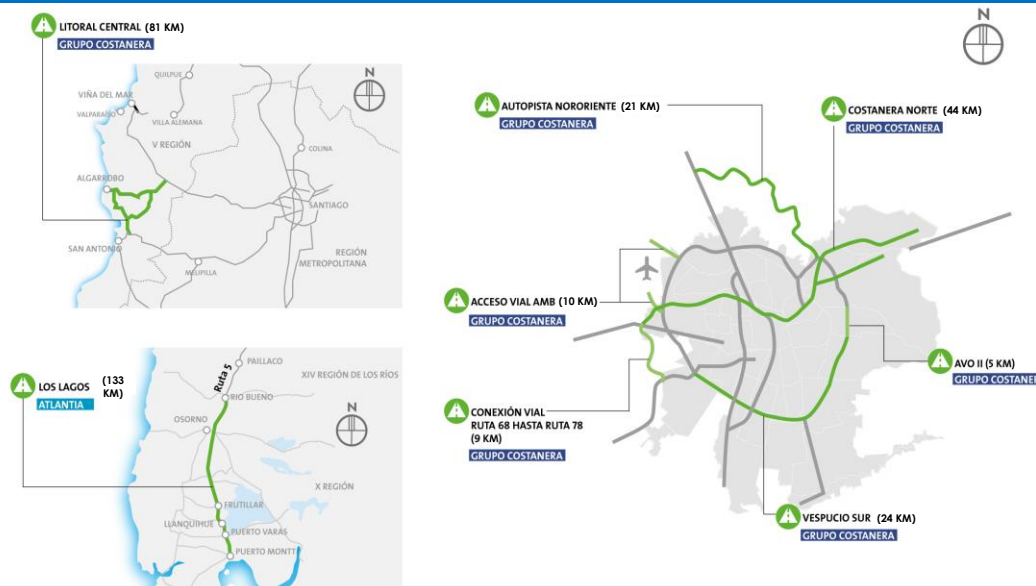 LITORAL CENTRAL (81 KM)
GRUPO COSTANERA
N
QUILPUE
VIÑA DEL MAR
VALPARAÍSO
VILLA ALEMANA
V REGIÓN
COLINA
ALGARROBO
SANTIAGO
SAN ANTONIO
REGIÓN
METROPOLITANA
MELIPILLA
LOS LAGOS (133
KM)
ATLANTIA
PAILLACO
Ruta 5
XIV REGIÓN DE LOS RÍOS
RIO BUENO
N
OSORNO
X REGIÓN
FRUTILLAR
LLANQUIHUE
PUERTO VARAS
PUERTO MONTT
N
AUTOPISTA NORORIENTE (21 KM)
GRUPO COSTANERA
COSTANERA NORTE (44 KM)
GRUPO COSTANERA
ACCESO VIAL AMB (10 KM)
GRUPO COSTANERA
AVO II (5 KM)
GRUPO COSTANE
CONEXIÓN VIAL
RUTA 68 HASTA RUTA 78
(9 KM)
GRUPO COSTANERA
VESPUCIO SUR (24 KM)
GRUPO COSTANERA